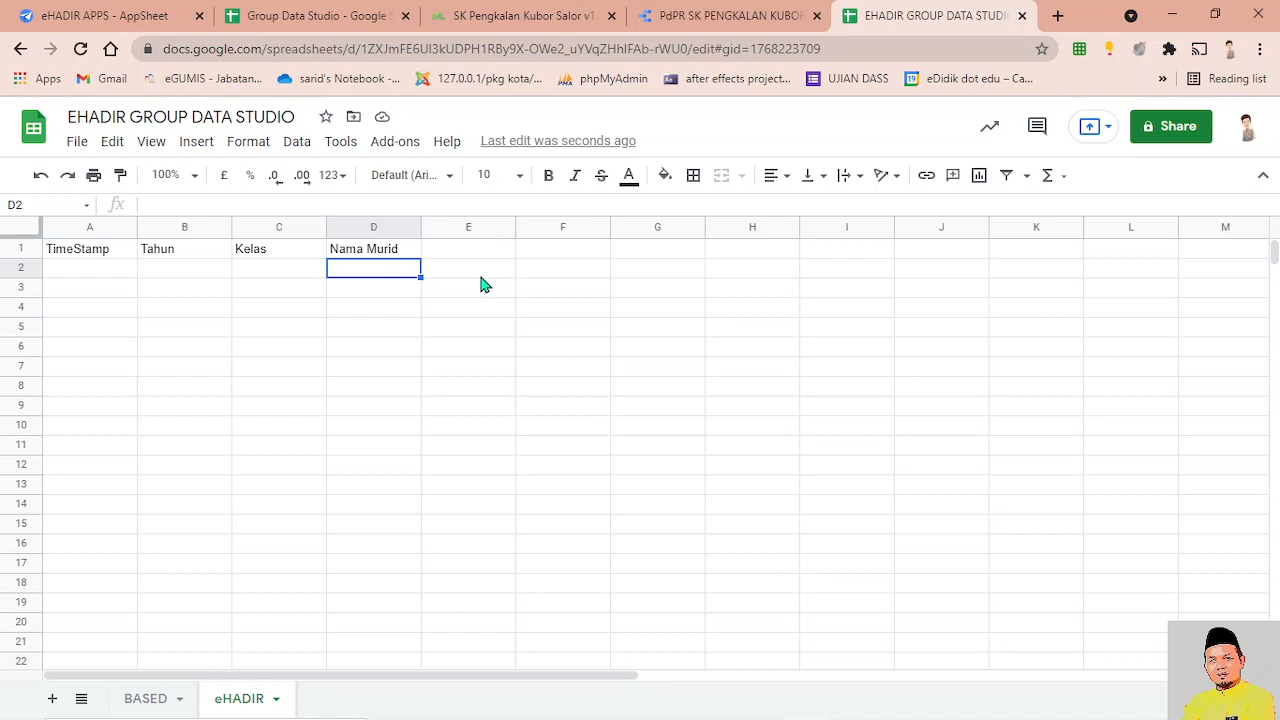 eHADIR APPS - AppSheet
Group Data Studio - Google S
SK Pengkalan Kubor Salor v1.
PdPR SK PENGKALAN KUBOR
EHADIR GROUP DATA STUDI
docs.google.com/spreadsheets/d/1ZXJmFE6UI3kUDPH1RBy9X-OWe2_uYVqZHhIFAb-rWU0/edit#gid=1768223709
Apps
Gmail
eGUMIS - Jabatan...
sarid's Notebook -...
127.0.0.1/pkg kota/...
phpMyAdmin
after effects project...
UJIAN DASS
eDidik dot edu – Ca...
»
Reading list
EHADIR GROUP DATA STUDIO
File Edit View Insert Format Data Tools Add-ons Help Last edit was seconds ago
Share
100% £ % .0 .00 123 Default (Ari... 10 B I S A Σ
D2 fx
A B C D E F G H I J K L M
1 TimeStamp Tahun Kelas Nama Murid
2
3
4
5
6
7
8
9
10
11
12
13
14
15
16
17
18
19
20
21
22
+ BASED eHADIR